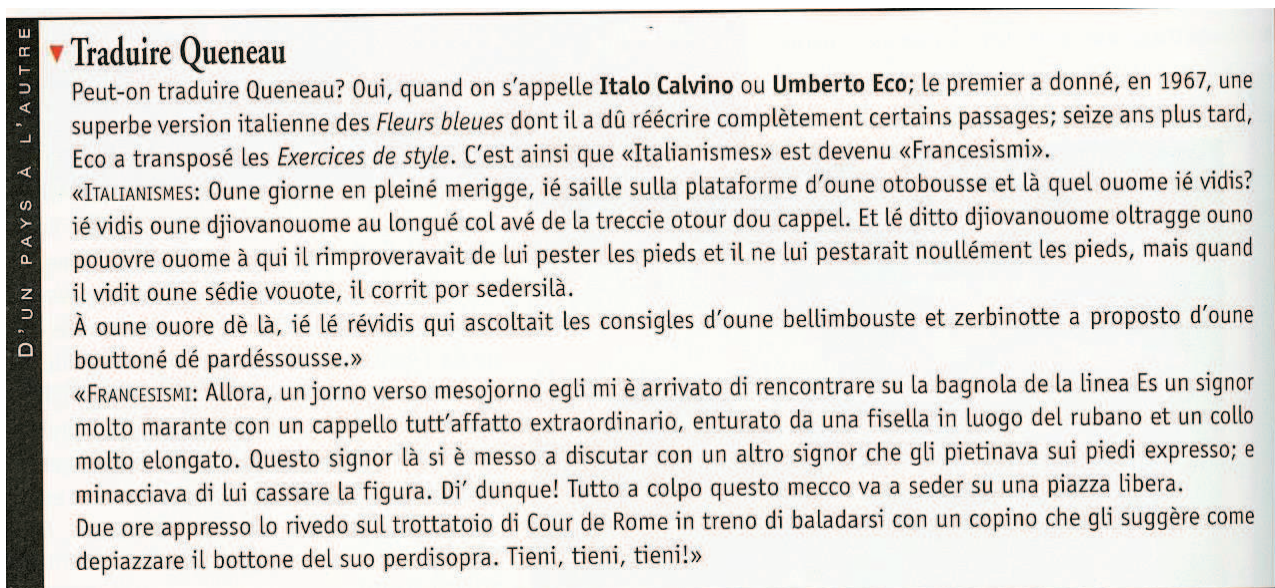 D'UN PAYS À L'AUTRE
Traduire Queneau
Peut-on traduire Queneau? Oui, quand on s'appelle Italo Calvino ou Umberto Eco; le premier a donné, en 1967, une
superbe version italienne des Fleurs bleues dont il a dû réécrire complètement certains passages; seize ans plus tard,
Eco a transposé les Exercices de style. C'est ainsi que «Italianismes» est devenu «Francesismi».
«ITALIANISMES: Oune giorne en pleiné merigge, ié saille sulla plataforme d'oune otobousse et là quel ouome ié vidis?
ié vidis oune djiovanouome au longué col avé de la treccie otour dou cappel. Et lé ditto djiovanouome oltragge ouno
pouovre ouome à qui il rimproveravait de lui pester les pieds et il ne lui pestarait noullément les pieds, mais quand
il vidit oune sédie vouote, il corrit por sedersilà.
À oune ouore dè là, ié lé révidis qui ascoltait les consigles d'oune bellimbouste et zerbinotte a proposto d'oune
bouttoné dé pardéssousse.»
«FRANCESISMI: Allora, un jorno verso mesojorno egli mi è arrivato di rencontrare su la bagnola de la linea Es un signor
molto marante con un cappello tutt'affatto extraordinario, enturato da una fisella in luogo del rubano et un collo
molto elongato. Questo signor là si è messo a discutar con un altro signor che gli pietinava sui piedi expresso; e
minacciava di lui cassare la figura. Di' dunque! Tutto a colpo questo mecco va a seder su una piazza libera.
Due ore appresso lo rivedo sul trottatoio di Cour de Rome in treno di baladarsi con un copino che gli suggère come
depiazzare il bottone del suo perdisopra. Tieni, tieni, tieni!»